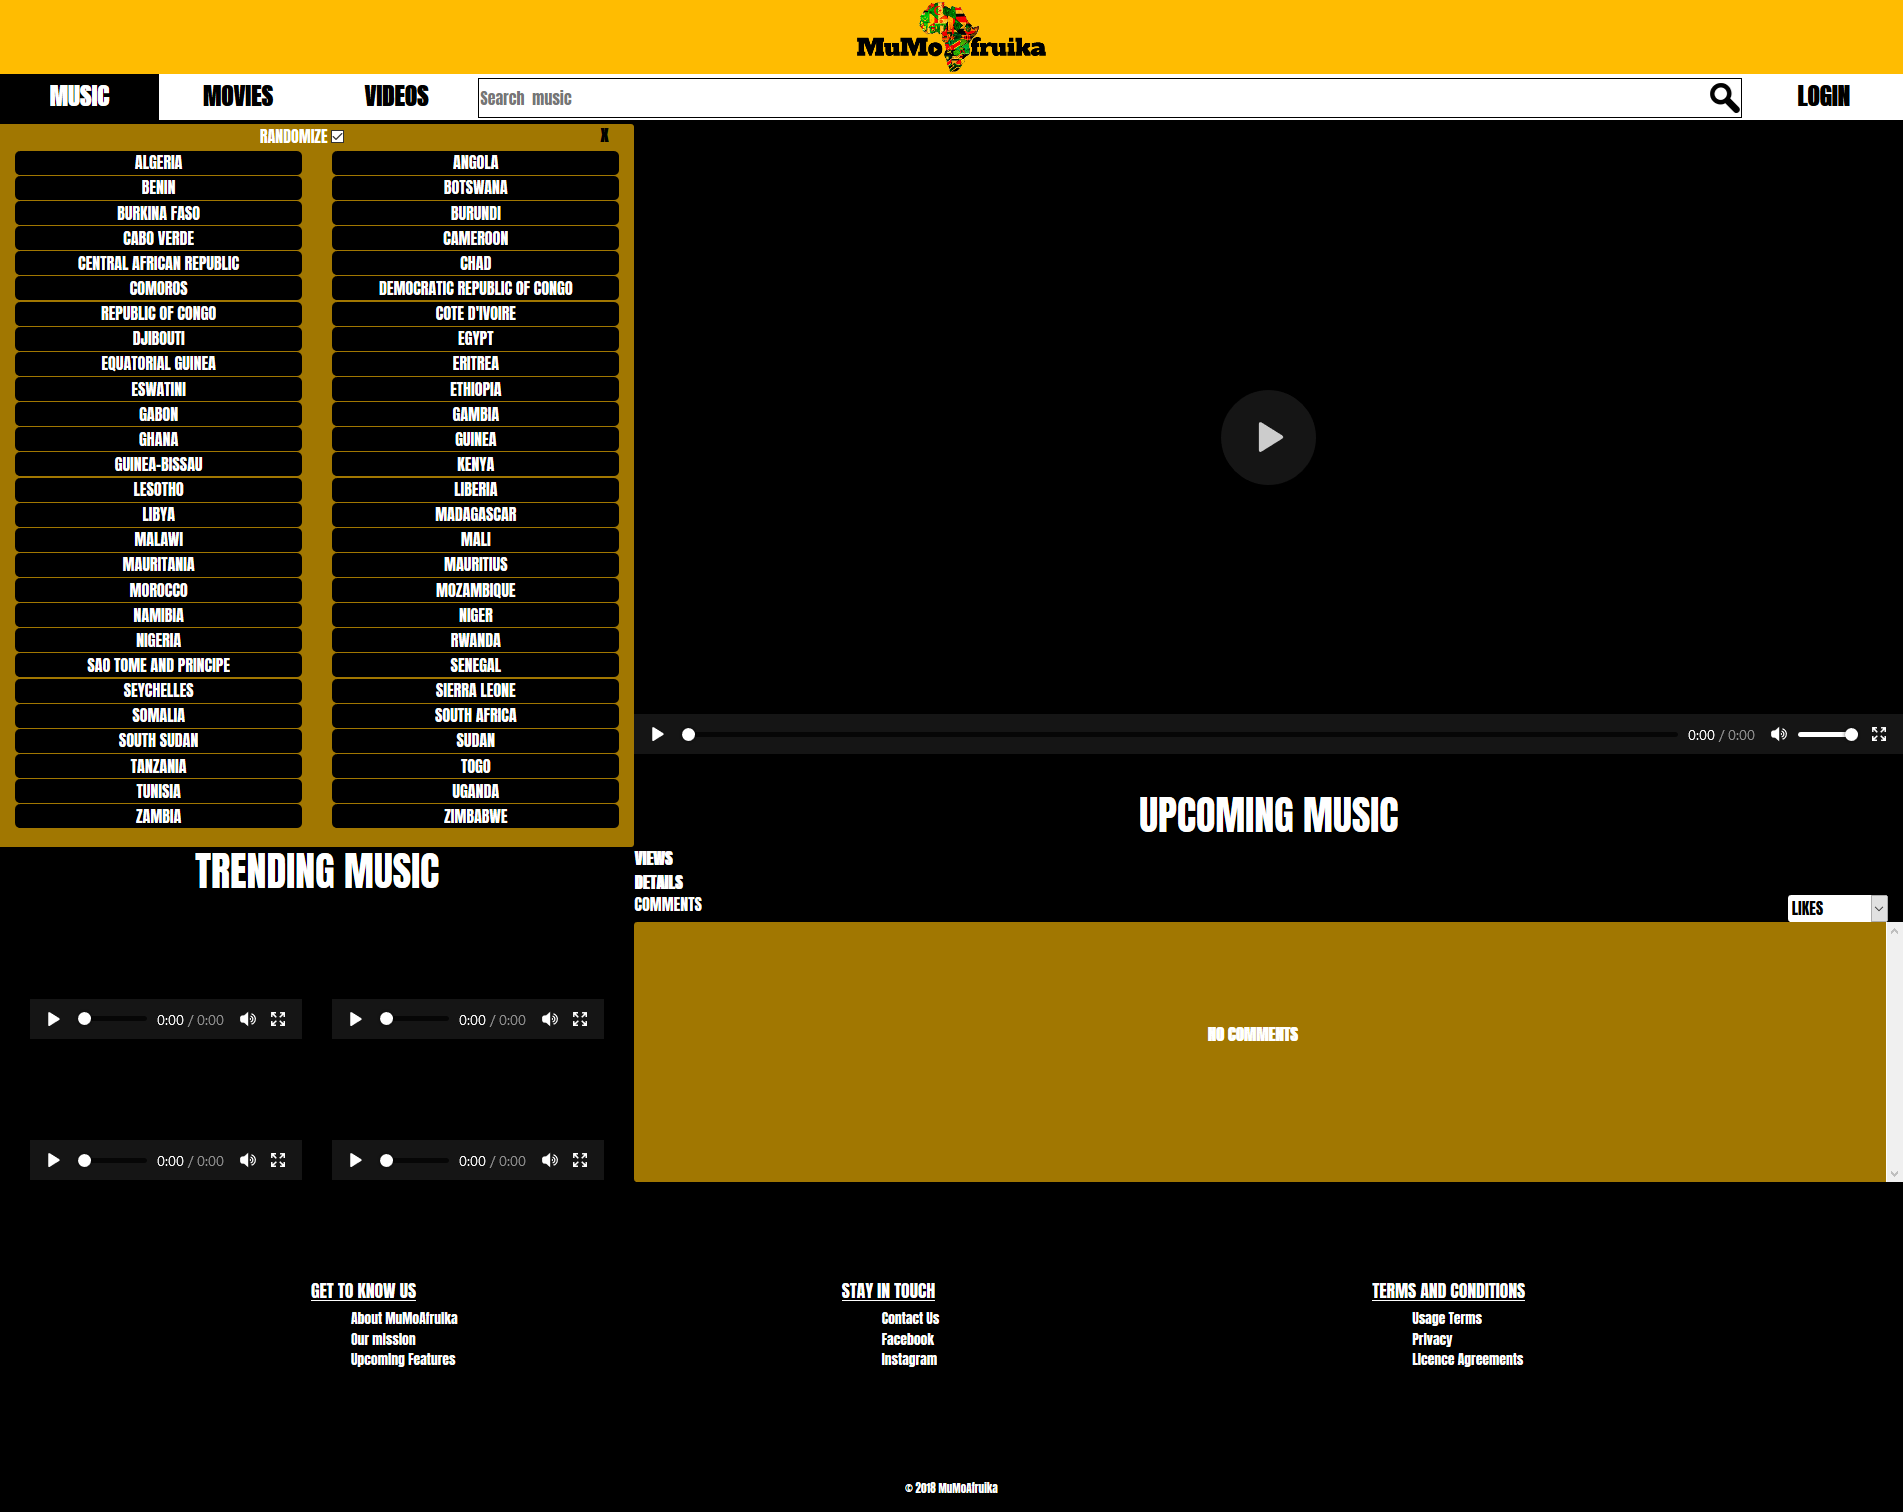 MuMoAfruika
MUSIC MOVIES VIDEOS Search music LOGIN
RANDOMIZE X
ALGERIA ANGOLA
BENIN BOTSWANA
BURKINA FASO BURUNDI
CABO VERDE CAMEROON
CENTRAL AFRICAN REPUBLIC CHAD
COMOROS DEMOCRATIC REPUBLIC OF CONGO
REPUBLIC OF CONGO COTE D'IVOIRE
DJIBOUTI EGYPT
EQUATORIAL GUINEA ERITREA
ESWATINI ETHIOPIA
GABON GAMBIA
GHANA GUINEA
GUINEA-BISSAU KENYA
LESOTHO LIBERIA
LIBYA MADAGASCAR
MALAWI MALI
MAURITANIA MAURITIUS
MOROCCO MOZAMBIQUE
NAMIBIA NIGER
NIGERIA RWANDA
SAO TOME AND PRINCIPE SENEGAL
SEYCHELLES SIERRA LEONE
SOMALIA SOUTH AFRICA
SOUTH SUDAN SUDAN
TANZANIA TOGO
TUNISIA UGANDA
ZAMBIA ZIMBABWE
0:00 / 0:00
UPCOMING MUSIC
VIEWS
DETAILS
COMMENTS
LIKES
NO COMMENTS
TRENDING MUSIC
0:00 / 0:00 0:00 / 0:00
0:00 / 0:00 0:00 / 0:00
GET TO KNOW US
About MuMoAfruika
Our mission
Upcoming Features
STAY IN TOUCH
Contact Us
Facebook
Instagram
TERMS AND CONDITIONS
Usage Terms
Privacy
Licence Agreements
© 2018 MuMoAfruika